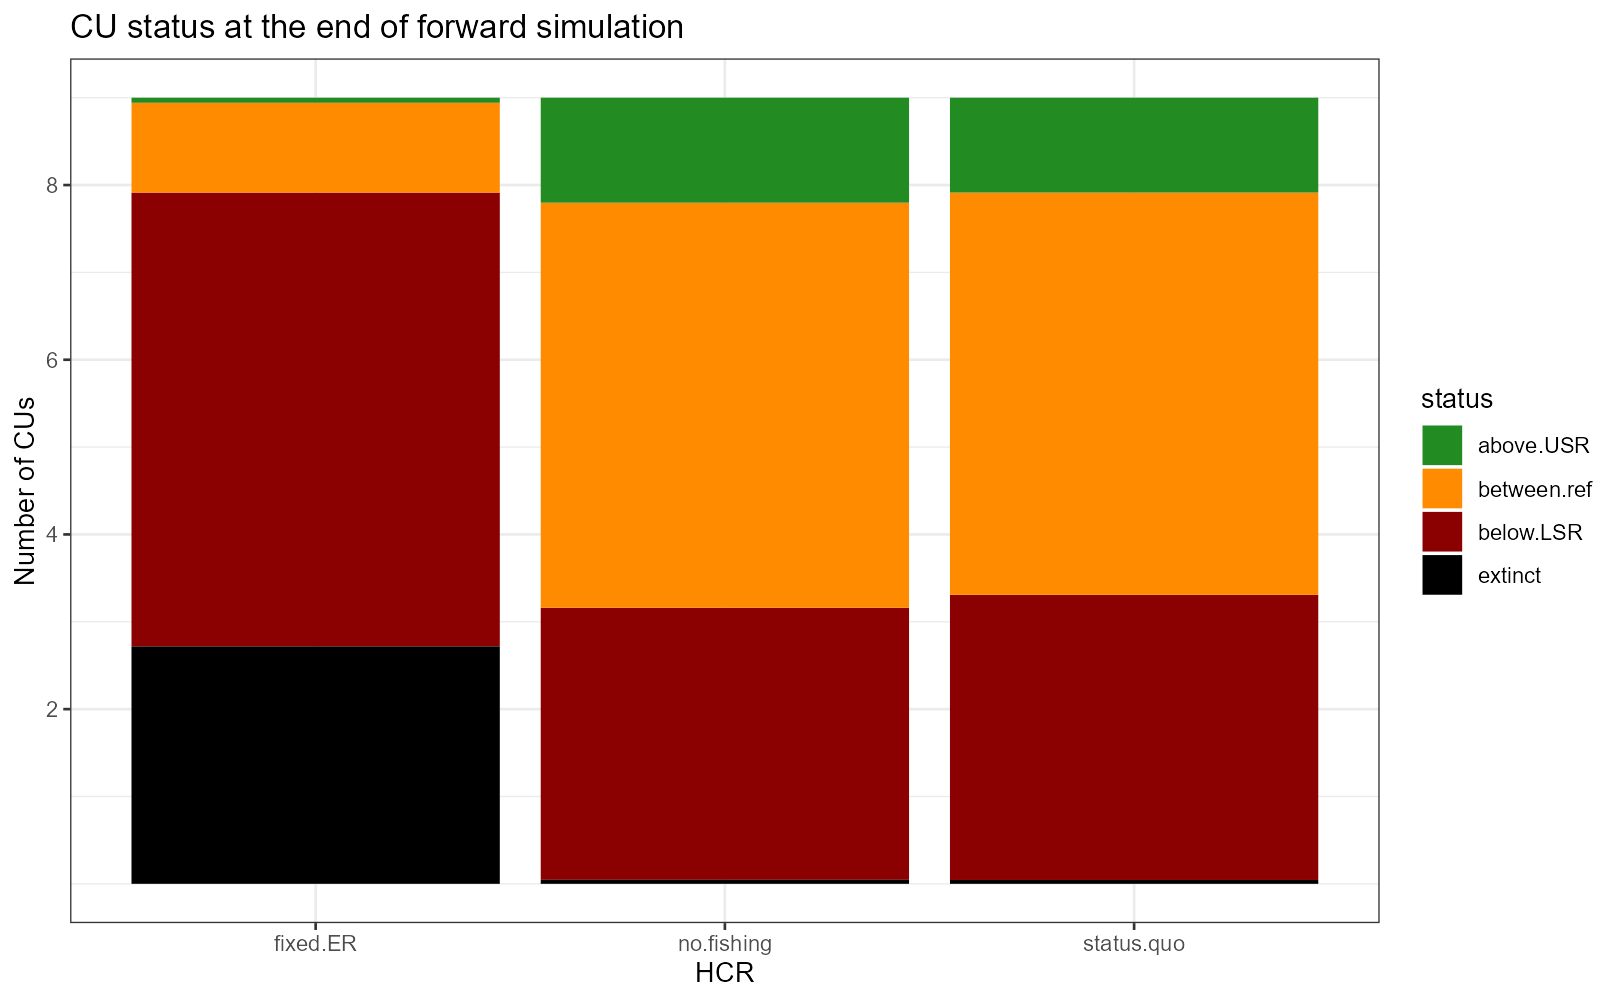 CU status at the end of forward simulation
Number of CUs
8
6
4
2
fixed.ER
no.fishing
status.quo
HCR
status
above.USR
between.ref
below.LSR
extinct